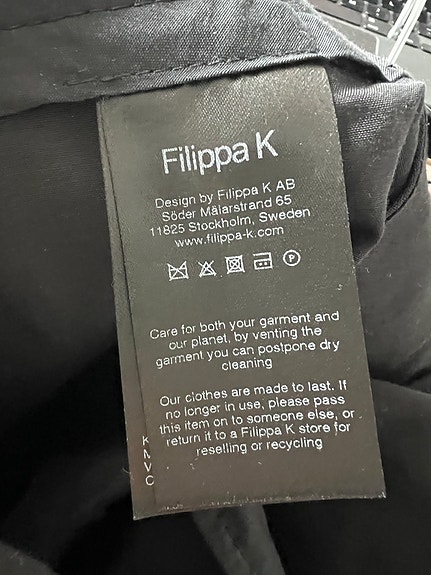 Filippa K
Design by Filippa K AB
Söder Mälarstrand 65
11825 Stockholm, Sweden
www.filippa-k.com
P
Care for both your garment and
our planet, by venting the
garment you can postpone dry
cleaning
Our clothes are made to last. If
no longer in use, please pass
this item on to someone else, or
return it to a Filippa K store for
reselling or recycling
K
M
V
C